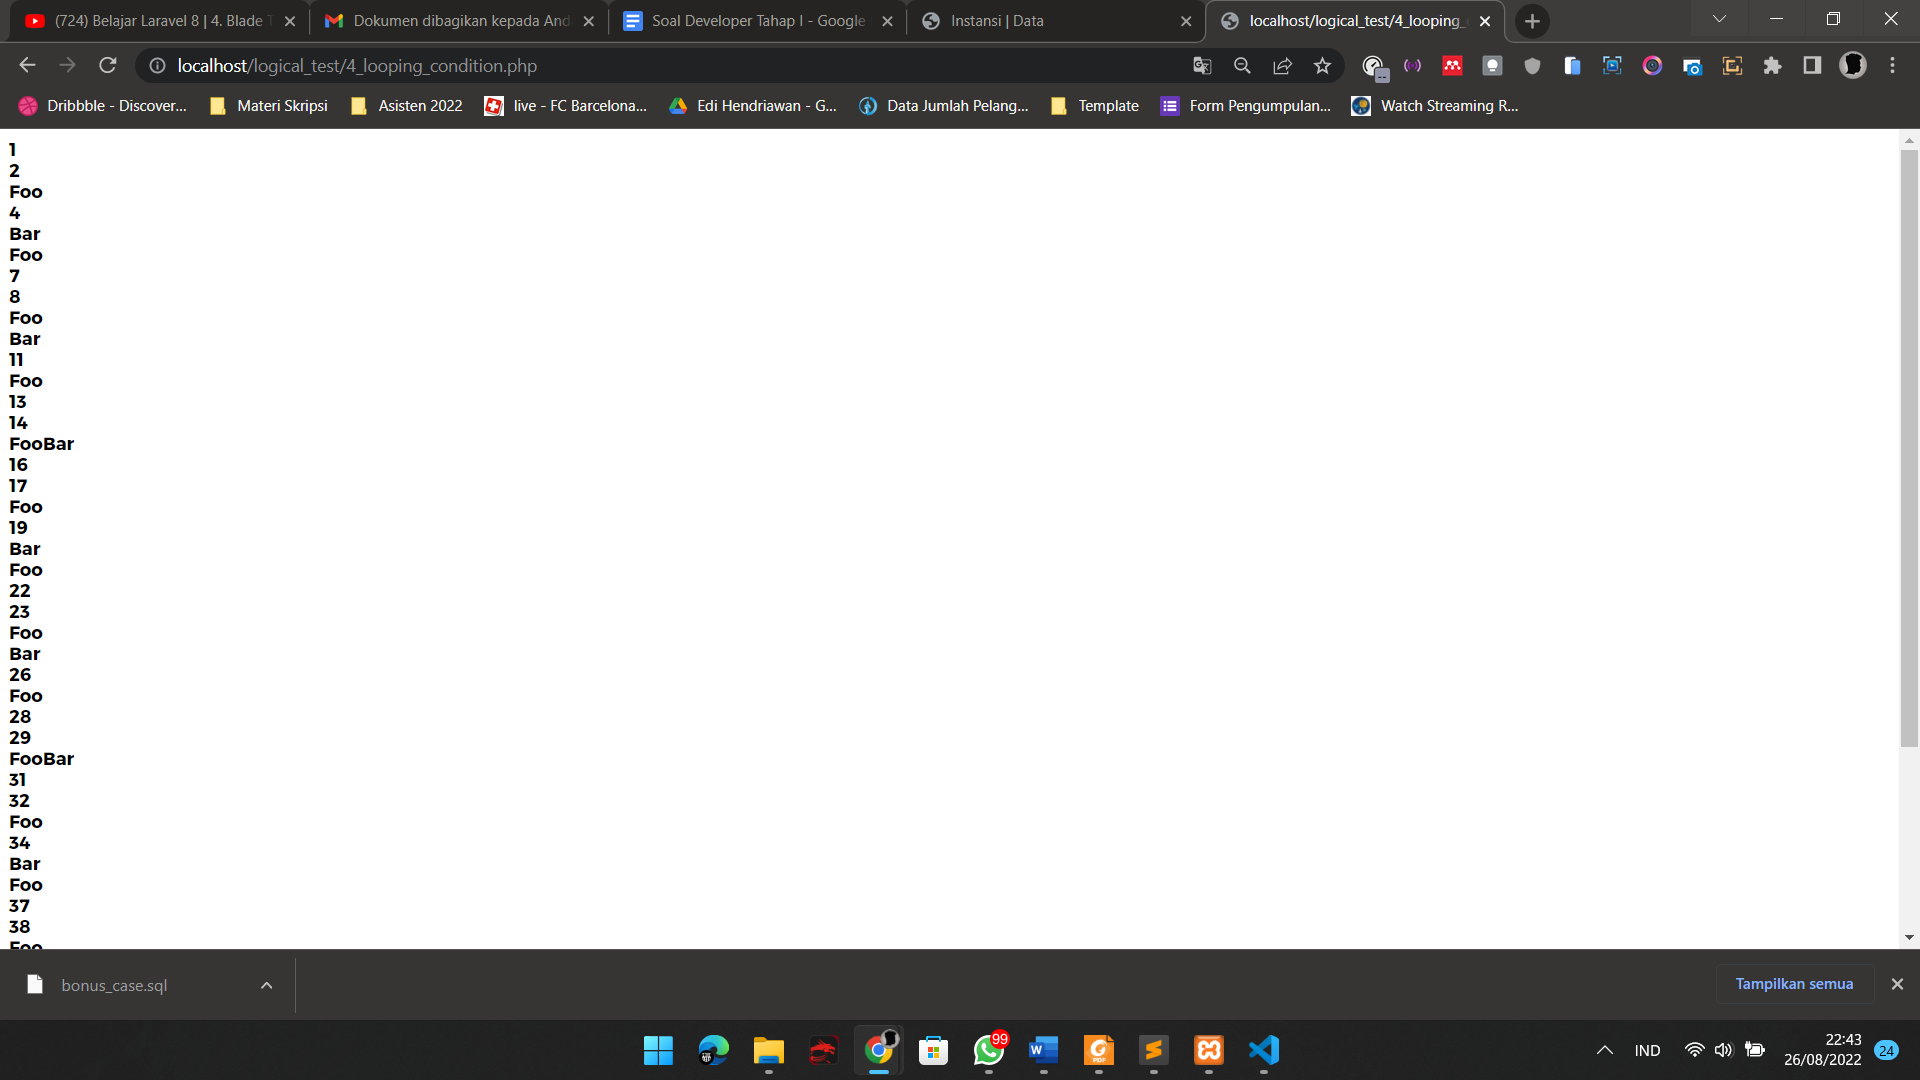 (724) Belajar Laravel 8 | 4. Blade T
Dokumen dibagikan kepada And
Soal Developer Tahap I - Google
Instansi | Data
localhost/logical_test/4_looping_
localhost/logical_test/4_looping_condition.php
Dribbble - Discover...
Materi Skripsi
Asisten 2022
live - FC Barcelona...
Edi Hendriawan - G...
Data Jumlah Pelang...
Template
Form Pengumpulan...
Watch Streaming R...
1
2
Foo
4
Bar
Foo
7
8
Foo
Bar
11
Foo
13
14
FooBar
16
17
Foo
19
Bar
Foo
22
23
Foo
Bar
26
Foo
28
29
FooBar
31
32
Foo
34
Bar
Foo
37
38
Foo
bonus_case.sql
Tampilkan semua
99
IND
22:43
26/08/2022
24